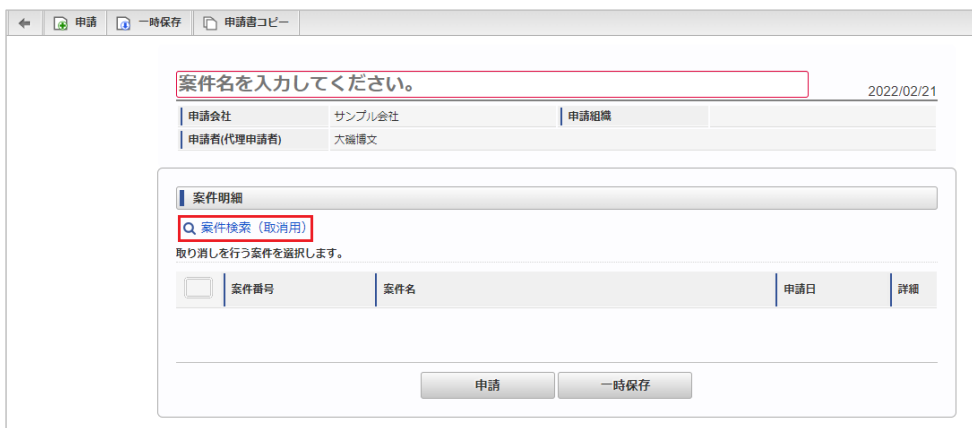 申請 一時保存 申請書コピー
案件名を入力してください。
2022/02/21
申請会社 サンプル会社 申請組織
申請者(代理申請者) 大磯博文
案件明細
案件検索（取消用）
取り消しを行う案件を選択します。
案件番号 案件名 申請日 詳細
申請 一時保存